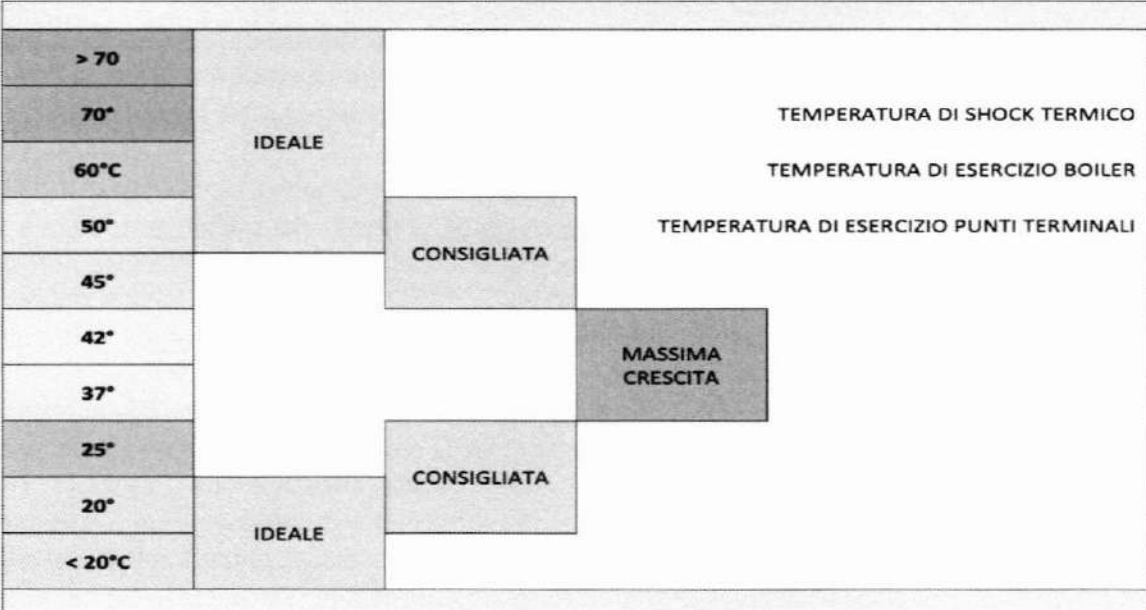 > 70
70°
TEMPERATURA DI SHOCK TERMICO
IDEALE
60°C
TEMPERATURA DI ESERCIZIO BOILER
50°
TEMPERATURA DI ESERCIZIO PUNTI TERMINALI
CONSIGLIATA
45°
42°
MASSIMA
CRESCITA
37°
25°
CONSIGLIATA
20°
IDEALE
< 20°C